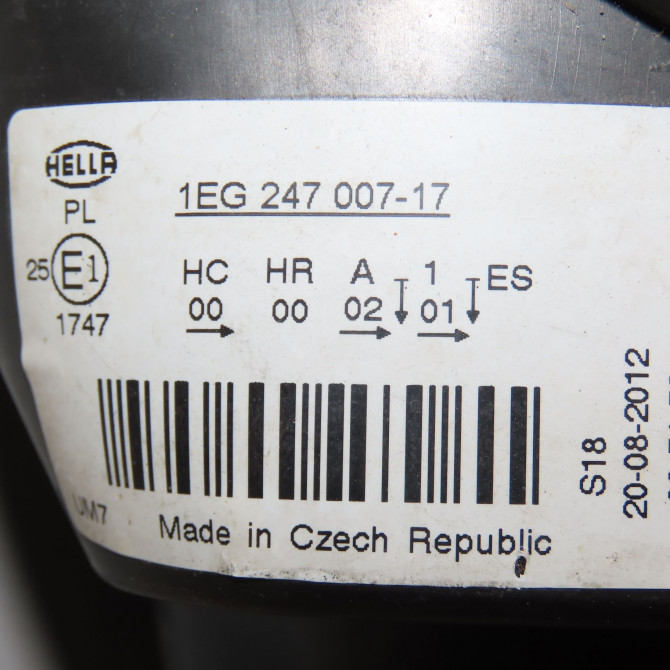 HELLA
1EG 247 007-17
PL
25 E1
1747
HC HR A 1 ES
00 00 02 01
UM7
Made in Czech Republic
S18
20-08-2012